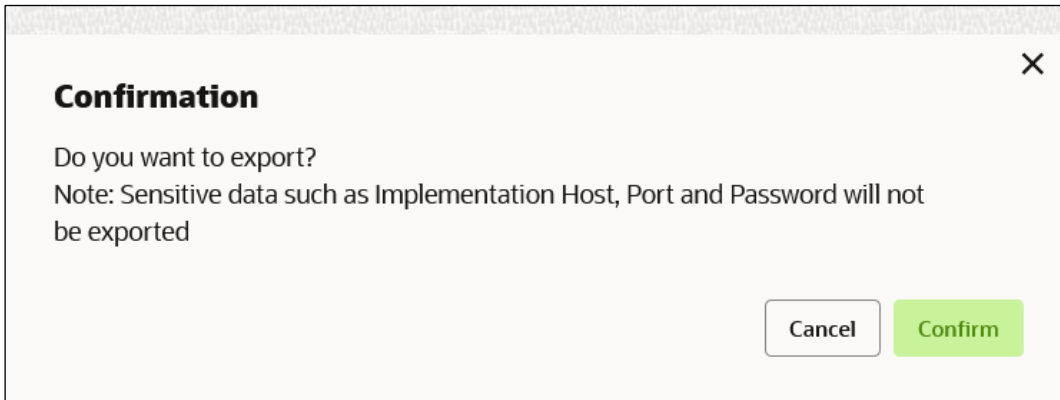 Confirmation
Do you want to export?
Note: Sensitive data such as Implementation Host, Port and Password will not
be exported
Cancel
Confirm